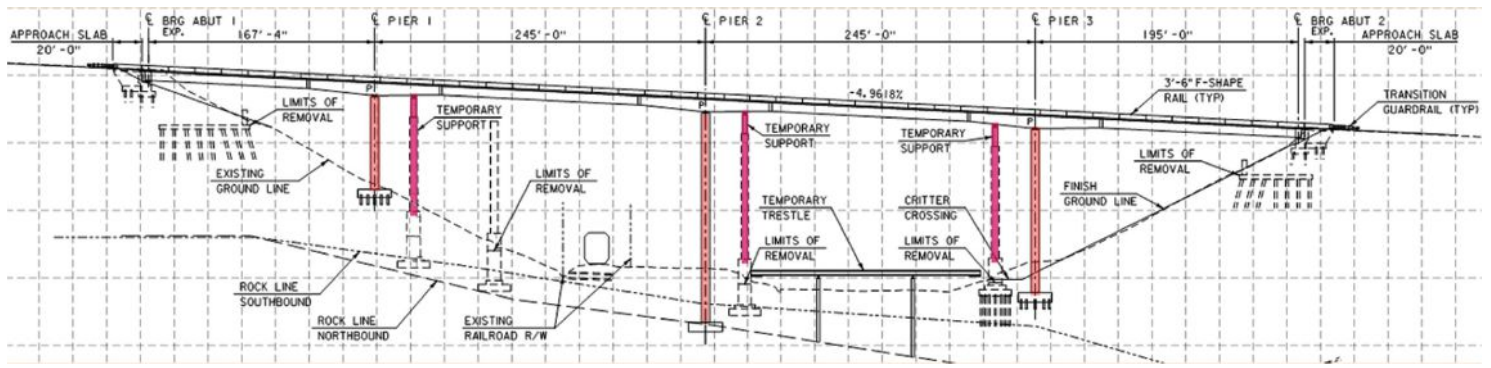 ℄ BRG ABUT 1
EXP.
℄ PIER 1
℄ PIER 2
℄ PIER 3
℄ BRG ABUT 2
EXP.
APPROACH SLAB
20'-0"
167'-4"
245'-0"
245'-0"
195'-0"
APPROACH SLAB
20'-0"
P
P
P
-4.9618%
3'-6" F-SHAPE
RAIL (TYP)
TRANSITION
GUARDRAIL (TYP)
LIMITS OF
REMOVAL
TEMPORARY
SUPPORT
TEMPORARY
SUPPORT
TEMPORARY
SUPPORT
LIMITS OF
REMOVAL
EXISTING
GROUND LINE
LIMITS OF
REMOVAL
FINISH
GROUND LINE
TEMPORARY
TRESTLE
CRITTER
CROSSING
LIMITS OF
REMOVAL
LIMITS OF
REMOVAL
ROCK LINE
SOUTHBOUND
ROCK LINE
NORTHBOUND
EXISTING
RAILROAD R/W